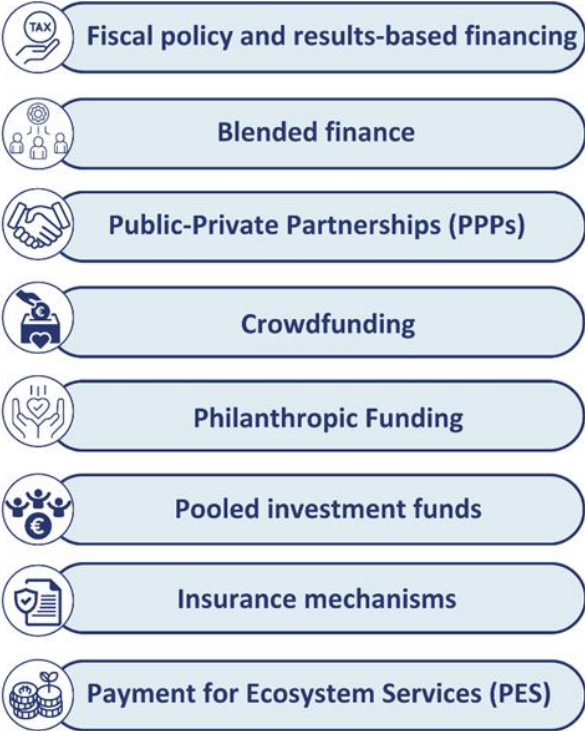 TAX
Fiscal policy and results-based financing
Blended finance
Public-Private Partnerships (PPPs)
€
Crowdfunding
Philanthropic Funding
€
Pooled investment funds
Insurance mechanisms
Payment for Ecosystem Services (PES)